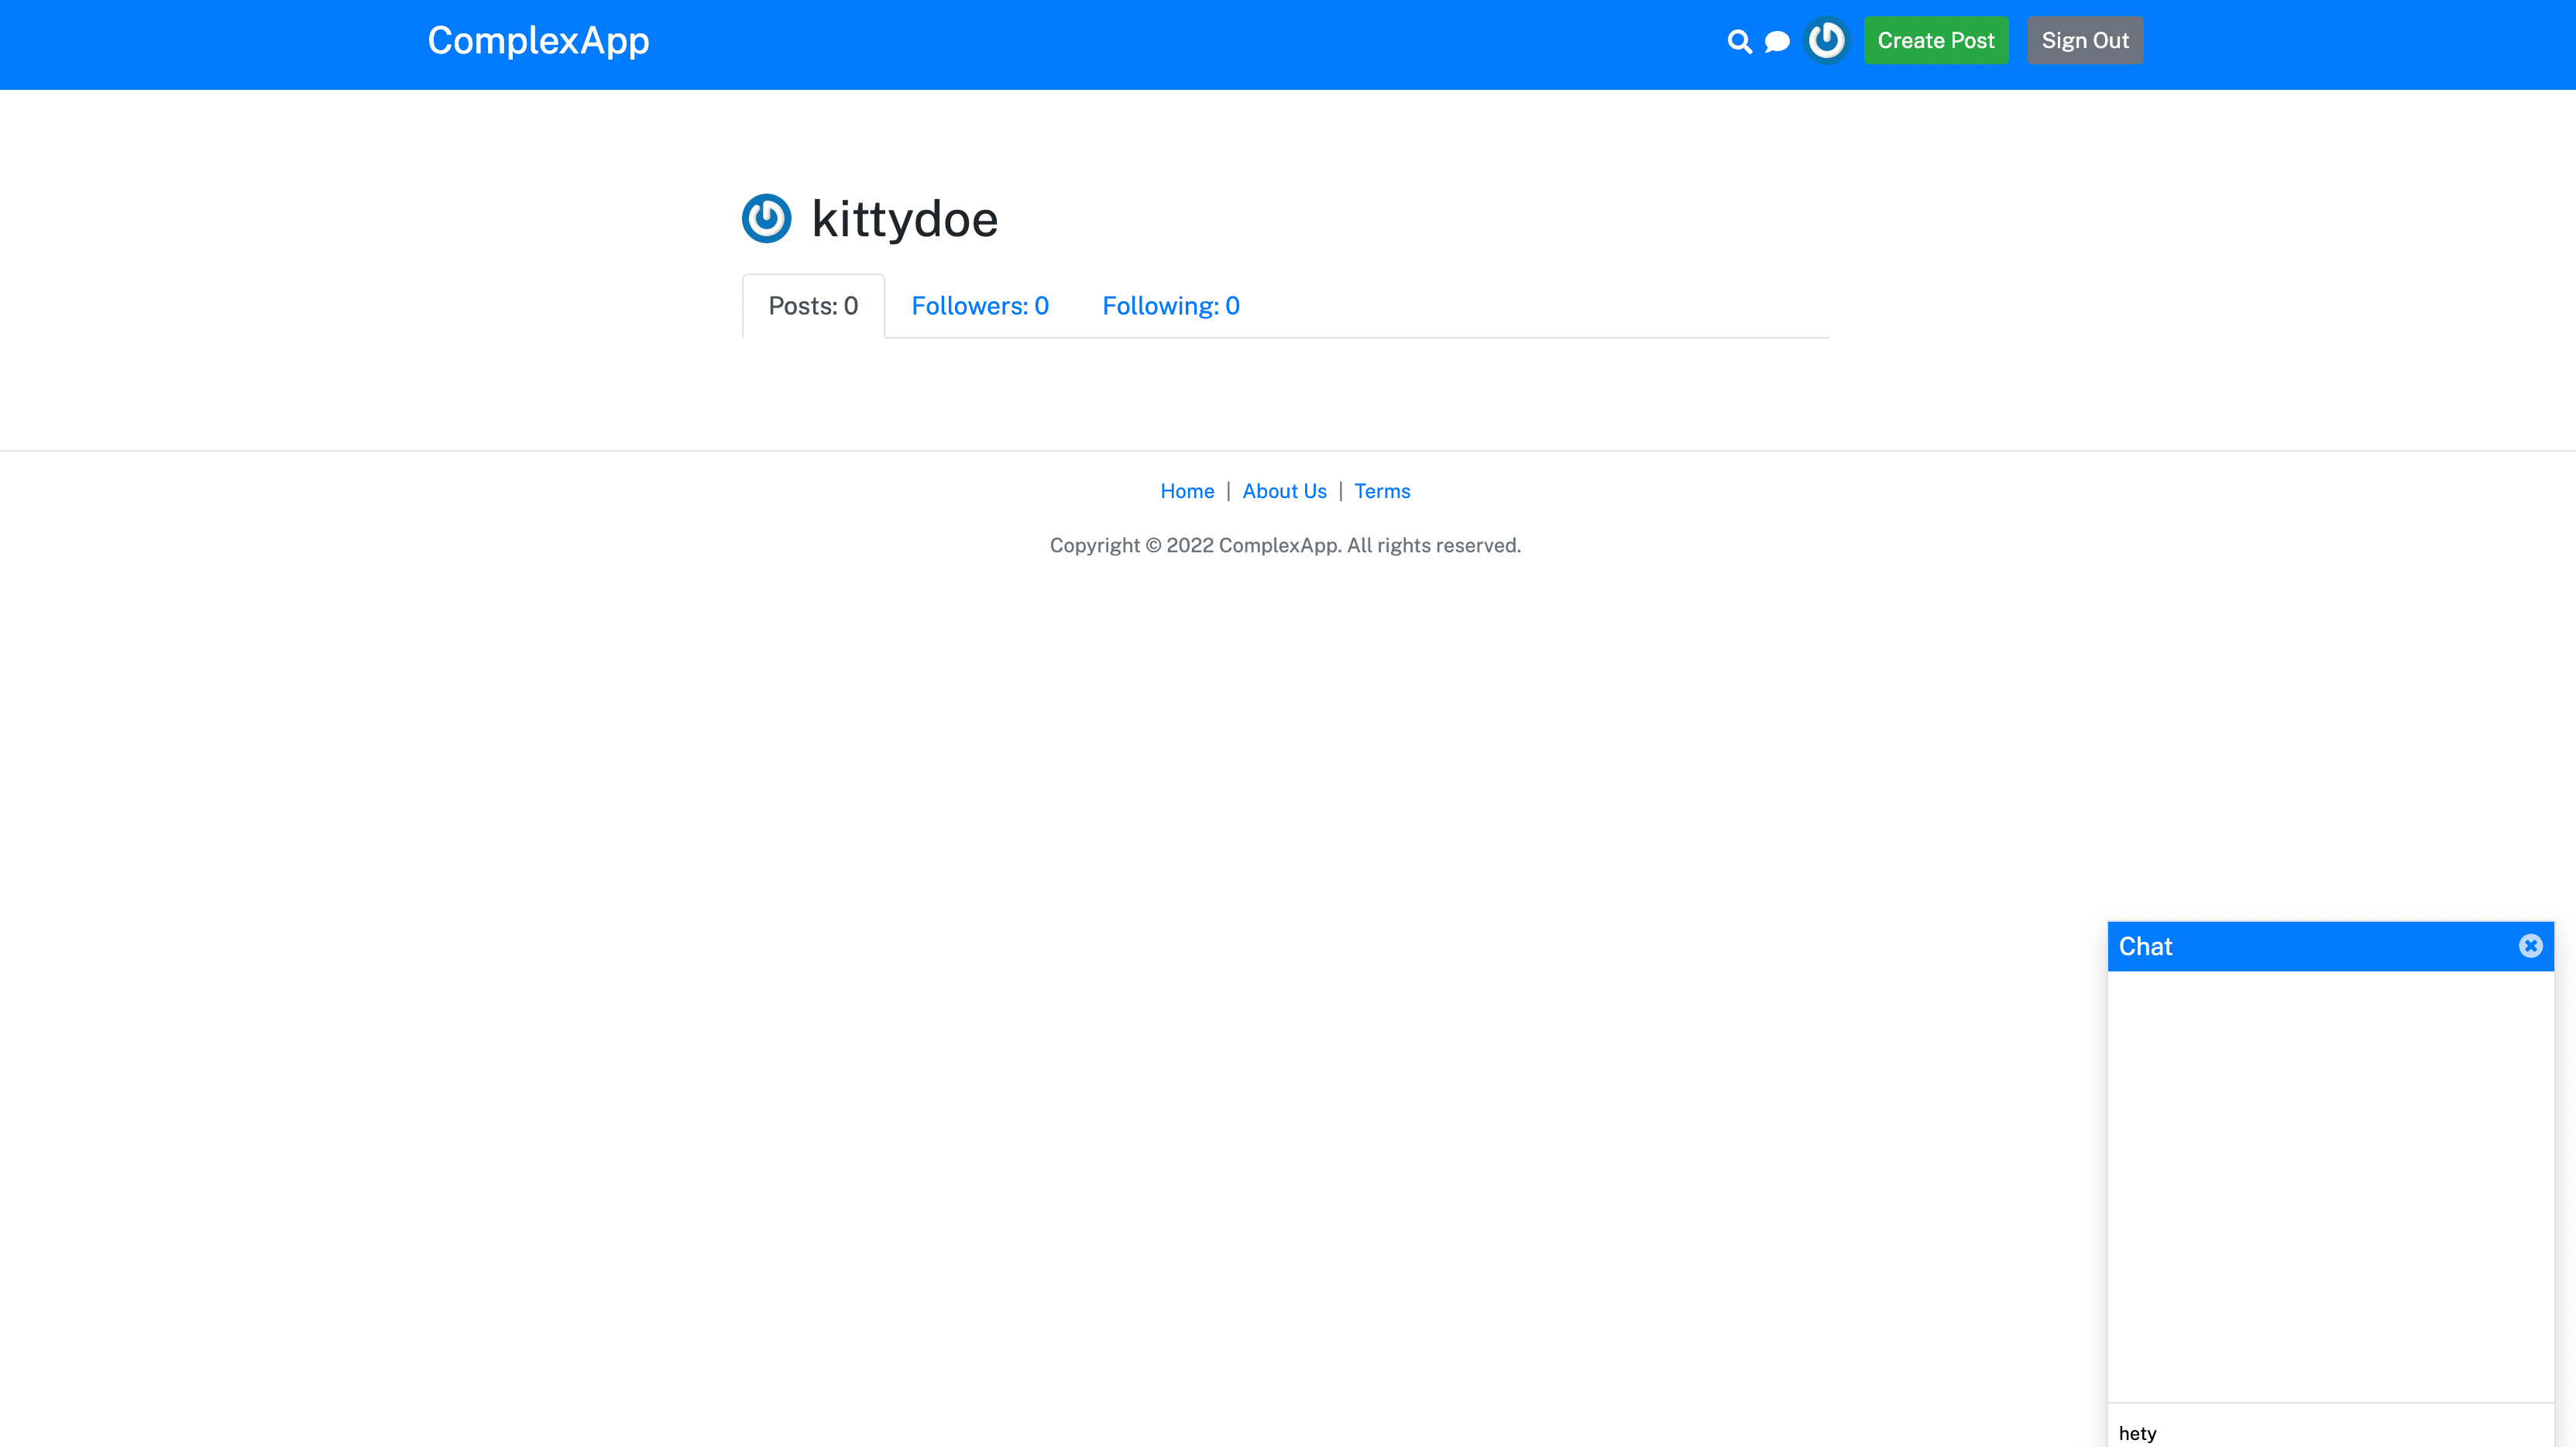 ComplexApp
Create Post
Sign Out
kittydoe
Posts: 0
Followers: 0
Following: 0
Home | About Us | Terms
Copyright © 2022 ComplexApp. All rights reserved.
Chat
hety